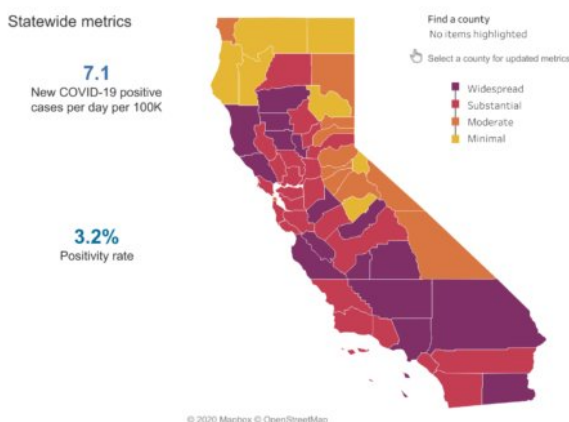 Statewide metrics
7.1
New COVID-19 positive
cases per day per 100K
3.2%
Positivity rate
Find a county
No items highlighted
Select a county for updated metrics
Widespread
Substantial
Moderate
Minimal
© 2020 Mapbox © OpenStreetMap